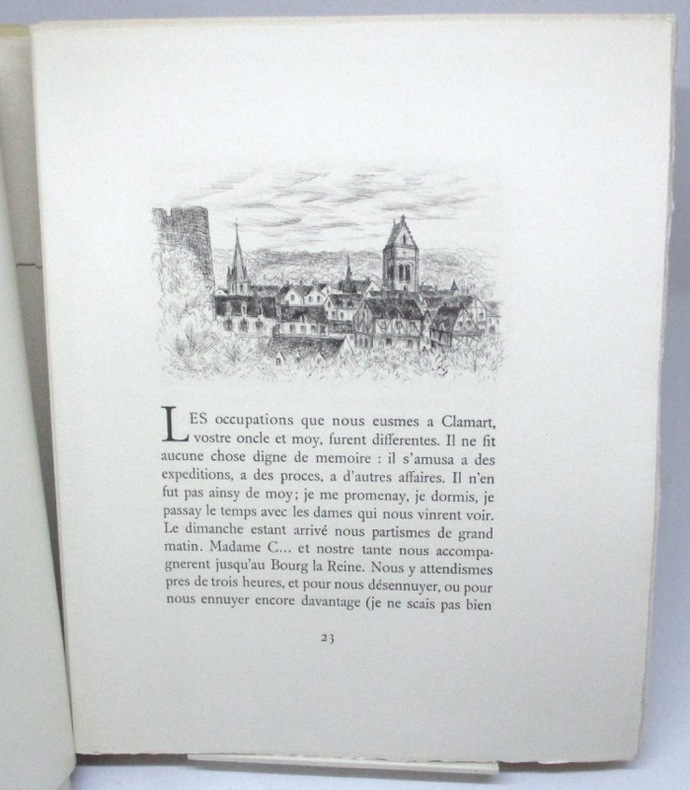 LES occupations que nous eusmes a Clamart,
vostre oncle et moy, furent differentes. Il ne fit
aucune chose digne de memoire : il s'amusa a des
expeditions, a des proces, a d'autres affaires. Il n'en
fut pas ainsy de moy; je me promenay, je dormis, je
passay le temps avec les dames qui nous vinrent voir.
Le dimanche estant arrivé nous partismes de grand
matin. Madame C... et nostre tante nous accompa-
gnerent jusqu'au Bourg la Reine. Nous y attendismes
pres de trois heures, et pour nous désennuyer, ou pour
nous ennuyer encore davantage (je ne scais pas bien
23